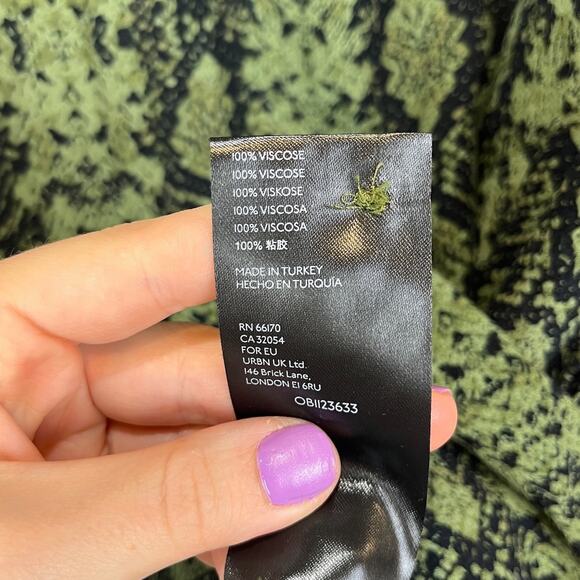 100% VISCOSE
100% VISCOSE
100% VISKOSE
100% VISCOSA
100% VISCOSA
100% 粘胶
MADE IN TURKEY
HECHO EN TURQUÍA
RN 66170
CA 32054
FOR EU
URBN UK Ltd.
146 Brick Lane,
LONDON E1 6RU
OB1123633